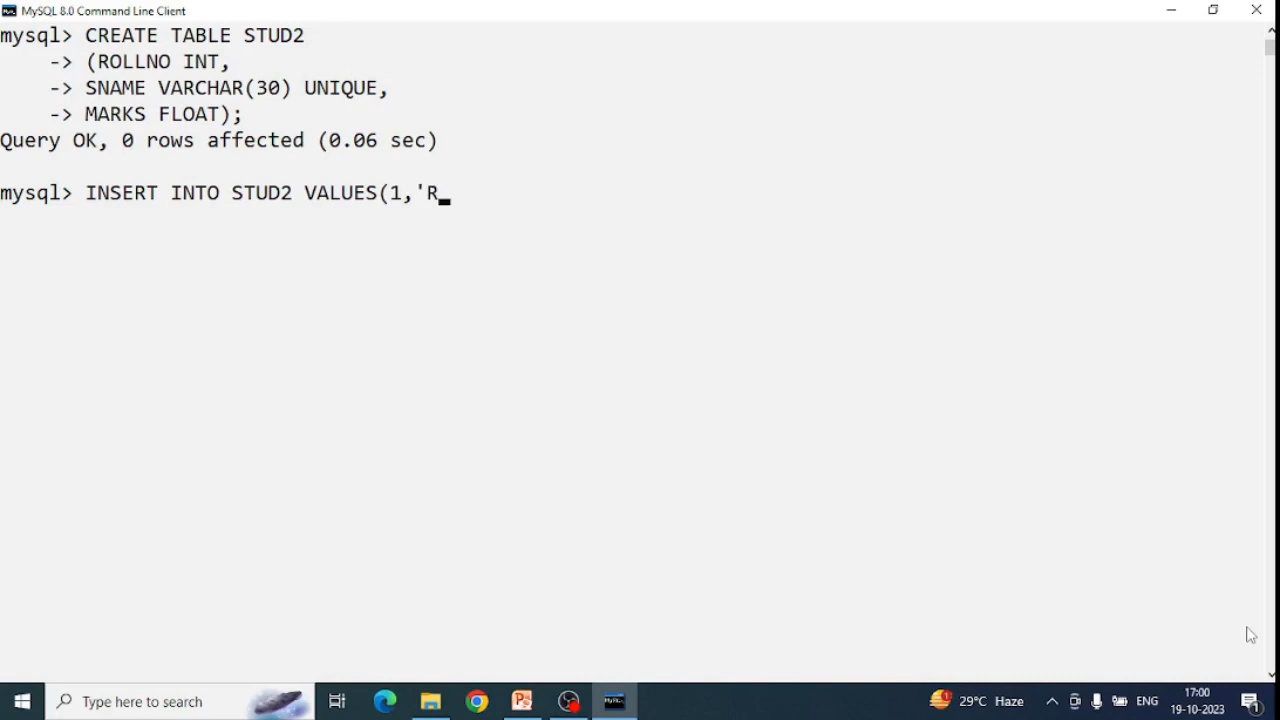 MySQL 8.0 Command Line Client
mysql> CREATE TABLE STUD2
-> (ROLLNO INT,
-> SNAME VARCHAR(30) UNIQUE,
-> MARKS FLOAT);
Query OK, 0 rows affected (0.06 sec)
mysql> INSERT INTO STUD2 VALUES(1,'R_
Type here to search
29°C Haze
ENG
17:00
19-10-2023
1